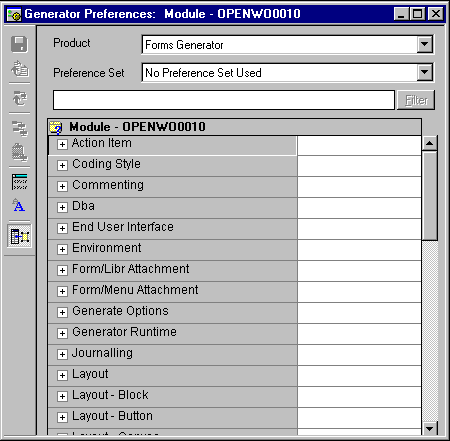 Generator Preferences: Module - OPENWO0010
Product
Forms Generator
Preference Set
No Preference Set Used
Filter
Module - OPENWO0010
Action Item
Coding Style
Commenting
Dba
End User Interface
Environment
Form/Libr Attachment
Form/Menu Attachment
Generate Options
Generator Runtime
Journalling
Layout
Layout - Block
Layout - Button
Layout - Canvas